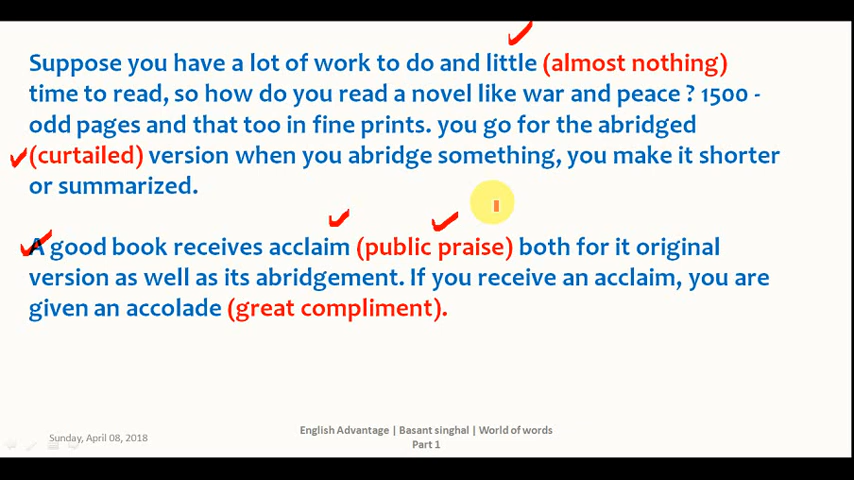 Suppose you have a lot of work to do and little (almost nothing)
time to read, so how do you read a novel like war and peace ? 1500 -
odd pages and that too in fine prints. you go for the abridged
(curtailed) version when you abridge something, you make it shorter
or summarized.
A good book receives acclaim (public praise) both for it original
version as well as its abridgement. If you receive an acclaim, you are
given an accolade (great compliment).
Sunday, April 08, 2018
English Advantage | Basant singhal | World of words
Part 1